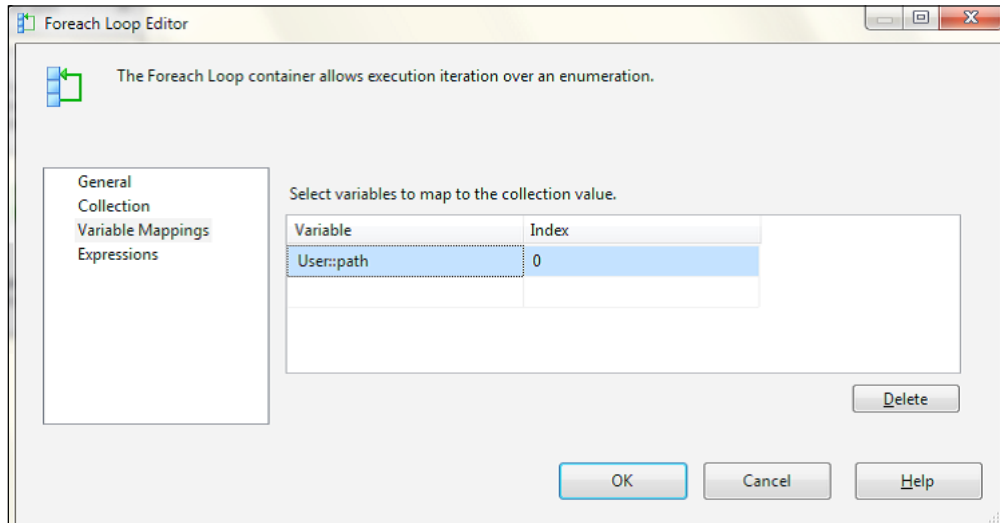 Foreach Loop Editor
The Foreach Loop container allows execution iteration over an enumeration.
General
Collection
Variable Mappings
Expressions
Select variables to map to the collection value.
Variable Index
User::path 0
Delete
OK Cancel Help